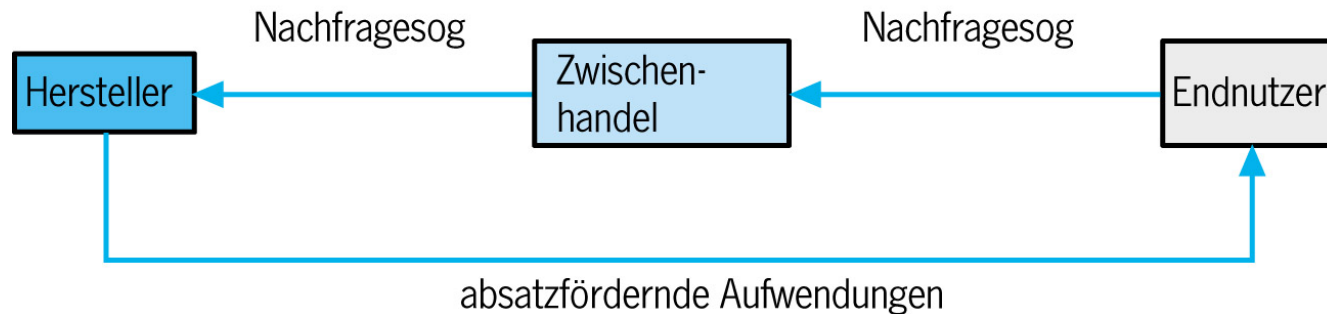 Nachfragesog
Nachfragesog
Hersteller
Zwischen-
handel
Endnutzer
absatzfördernde Aufwendungen